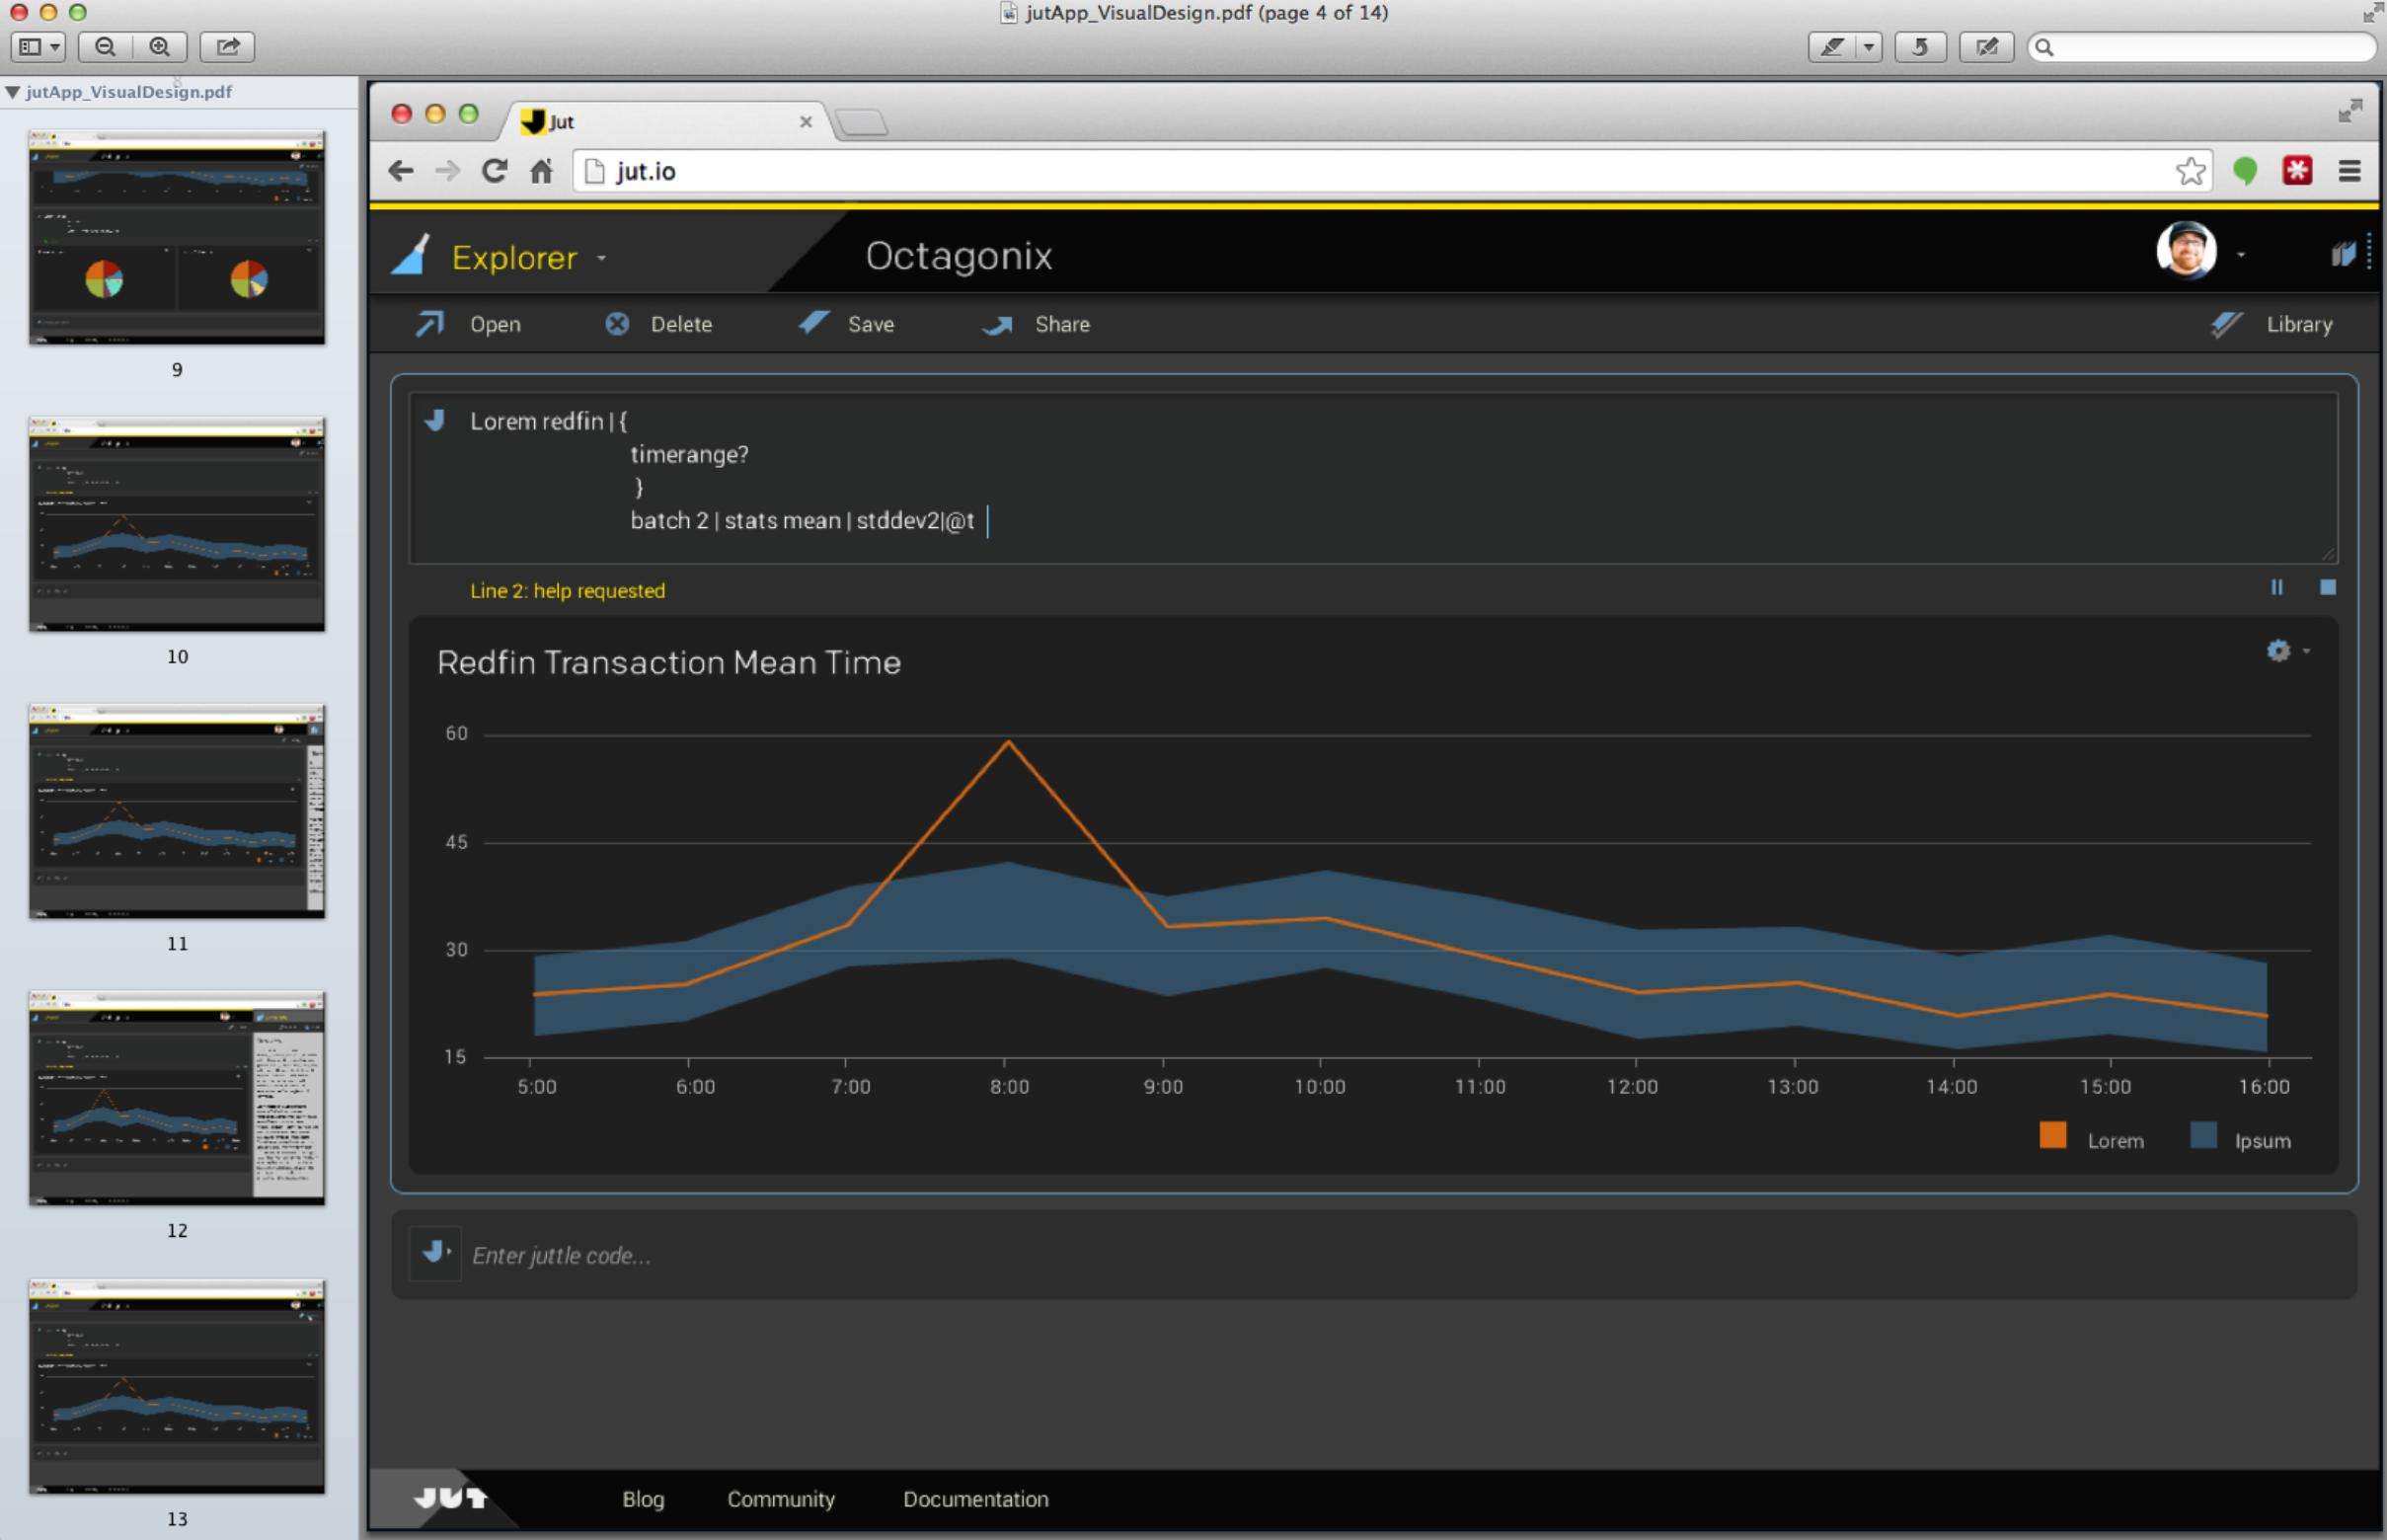 jutApp_VisualDesign.pdf (page 4 of 14)
jutApp_VisualDesign.pdf
9
10
11
12
13
Jut
jut.io
Explorer
Octagonix
Open
Delete
Save
Share
Library
Lorem redfin | {
timerange?
}
batch 2 | stats mean | stddev2|@t
Line 2: help requested
Redfin Transaction Mean Time
60
45
30
15
5:00 6:00 7:00 8:00 9:00 10:00 11:00 12:00 13:00 14:00 15:00 16:00
Lorem Ipsum
Enter juttle code...
JUT
Blog Community Documentation